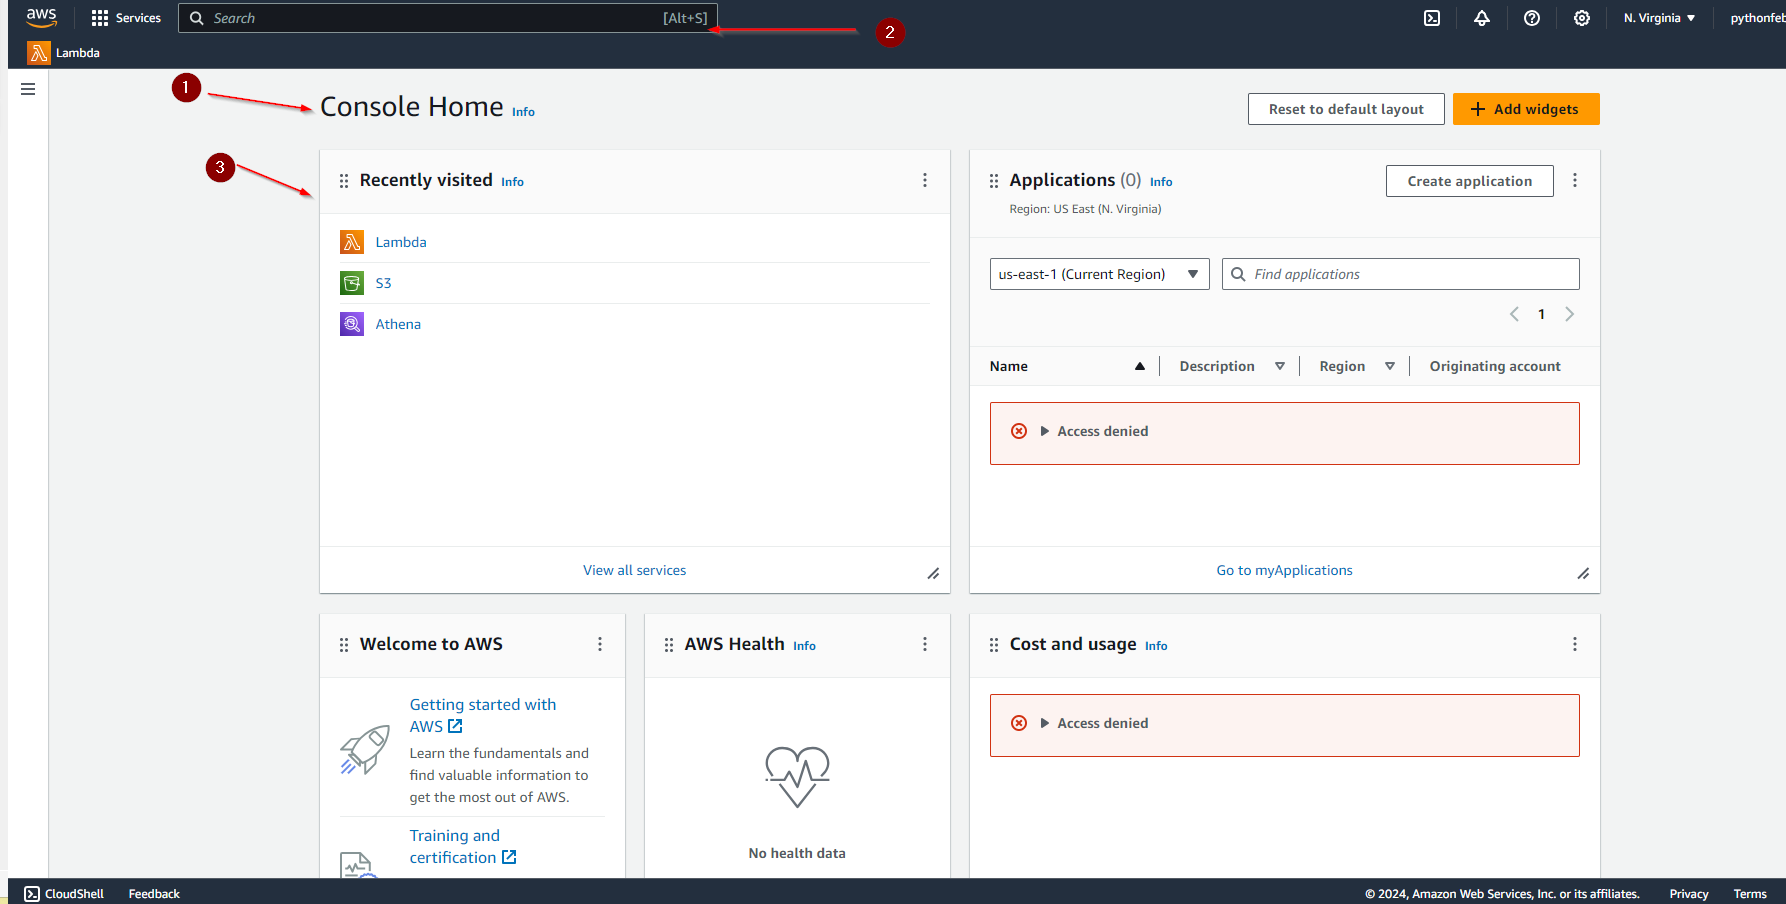 aws
Services
Search
[Alt+S]
2
N. Virginia
pythonfeb
Lambda
1
Console Home Info
Reset to default layout
Add widgets
3
Recently visited Info
Lambda
S3
Athena
View all services
Applications (0) Info
Create application
Region: US East (N. Virginia)
us-east-1 (Current Region)
Find applications
1
Name
Description
Region
Originating account
Access denied
Go to myApplications
Welcome to AWS
Getting started with
AWS
Learn the fundamentals and
find valuable information to
get the most out of AWS.
Training and
certification
AWS Health Info
No health data
Cost and usage Info
Access denied
CloudShell
Feedback
© 2024, Amazon Web Services, Inc. or its affiliates.
Privacy
Terms